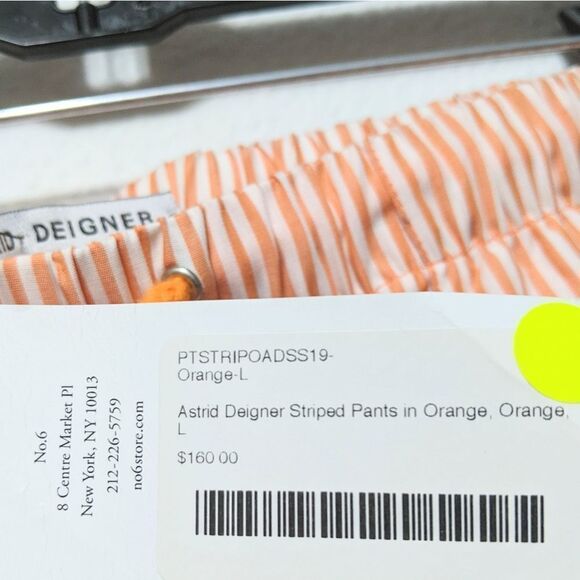 DEIGNER
No.6
8 Centre Market Pl
New York, NY 10013
212-226-5759
no6store.com
PTSTRIPOADSS19-
Orange-L
Astrid Deigner Striped Pants in Orange, Orange,
L
$160.00